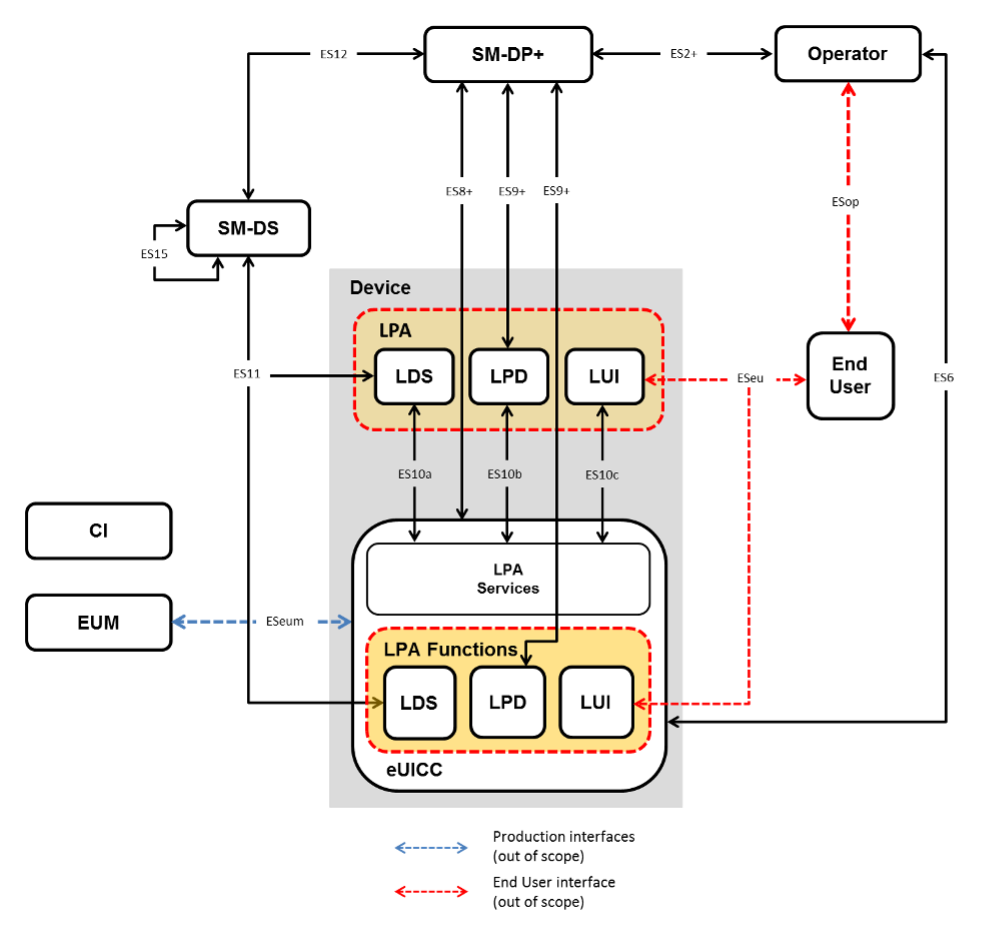 ES12
SM-DP+
ES2+
Operator
ES8+
ES9+
ES9+
ESop
SM-DS
ES15
Device
LPA
LDS
LPD
LUI
ES11
ESeu
End
User
ES6
ES10a
ES10b
ES10c
CI
LPA
Services
EUM
ESeum
LPA Functions
LDS
LPD
LUI
eUICC
Production interfaces
(out of scope)
End User interface
(out of scope)